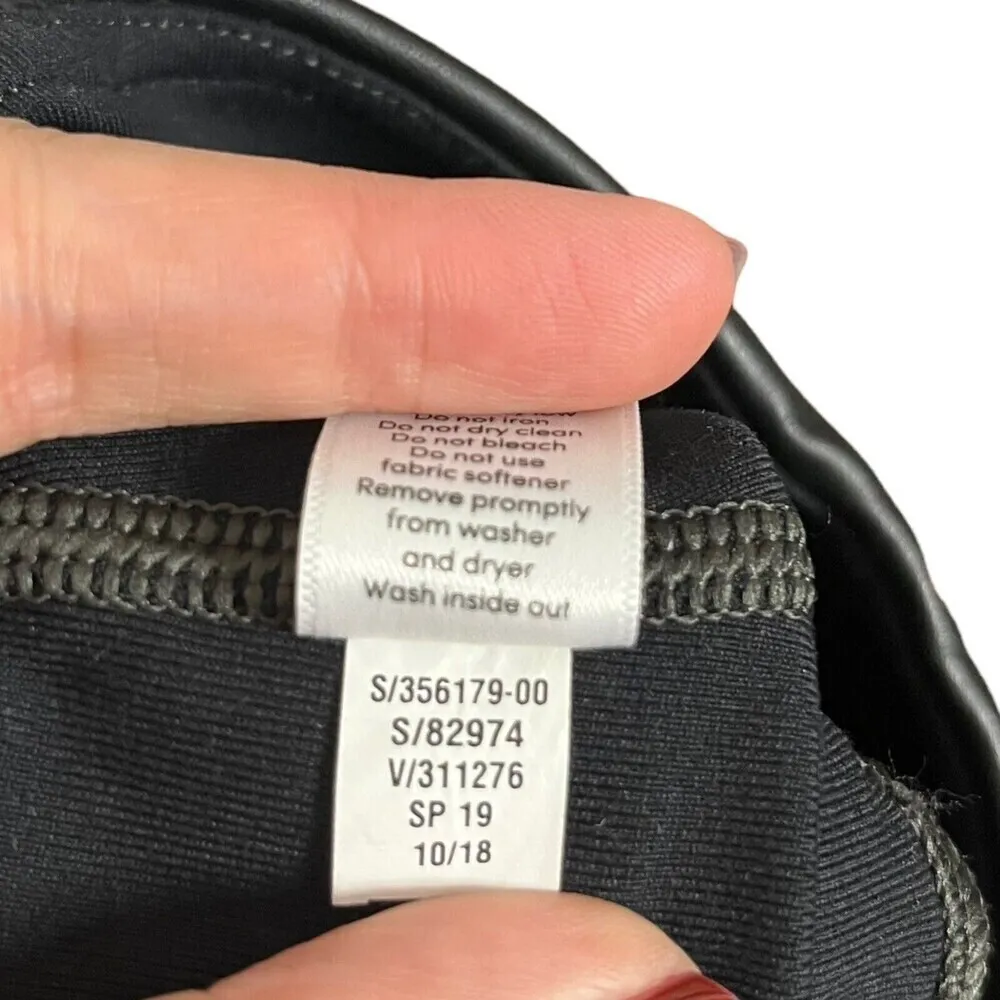 Do not iron
Do not dry clean
Do not bleach
Do not use
fabric softener
Remove promptly
from washer
and dryer
Wash inside out
S/356179-00
S/82974
V/311276
SP 19
10/18